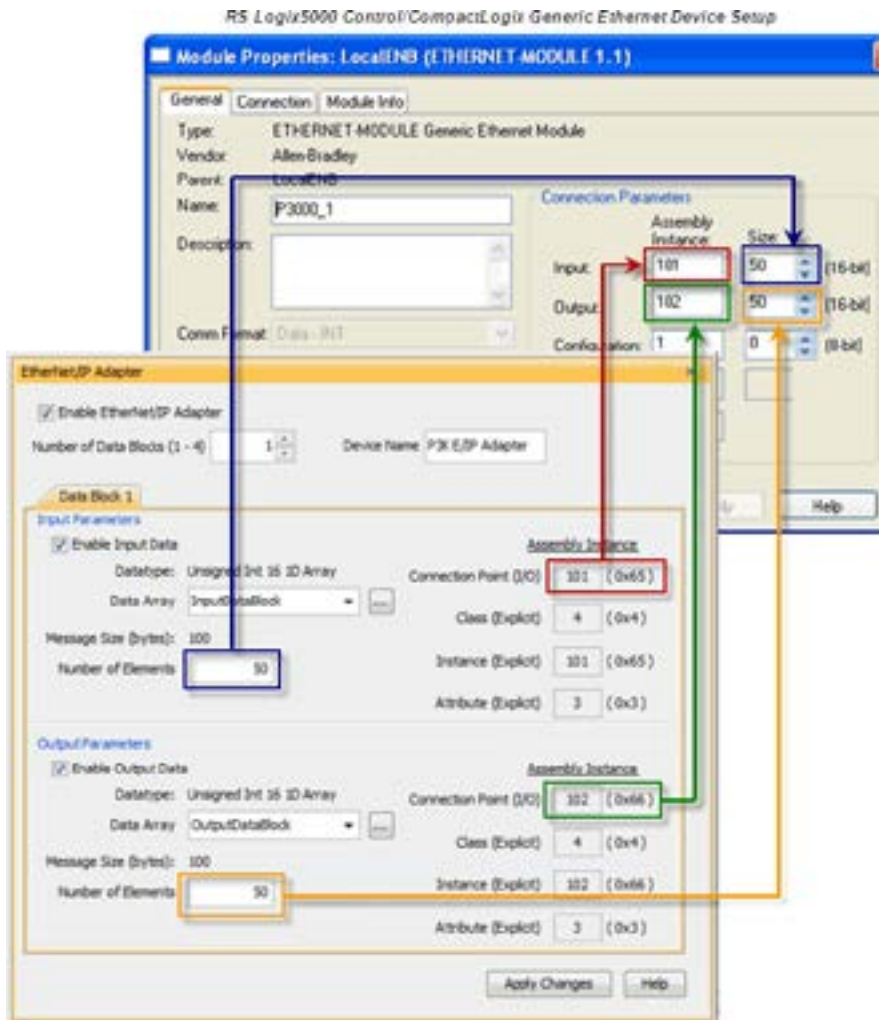 RS Logix5000 Control/CompactLogix Generic Ethernet Device Setup
Module Properties: LocalENB (ETHERNET-MODULE 1.1)
General Connection Module Info
Type: ETHERNET-MODULE Generic Ethernet Module
Vendor: Allen-Bradley
Parent: LocalENB
Name: P3000_1
Connection Parameters
Assembly
Instance: Size:
Description:
Input: 101 50 (16-bit)
Output: 102 50 (16-bit)
Comm Format: Data - INT
Configuration: 1 0 (8-bit)
Help
EtherNet/IP Adapter
Enable EtherNet/IP Adapter
Number of Data Blocks (1 - 4) 1 Device Name P3K E/IP Adapter
Data Block 1
Input Parameters
Enable Input Data Assembly Instance
Datatype: Unsigned Int 16 1D Array Connection Point (I/O) 101 (0x65)
Data Array InputDataBlock ...
Class (Explicit) 4 (0x4)
Message Size (bytes): 100
Number of Elements 50 Instance (Explicit) 101 (0x65)
Attribute (Explicit) 3 (0x3)
Output Parameters
Enable Output Data Assembly Instance
Datatype: Unsigned Int 16 1D Array Connection Point (I/O) 102 (0x66)
Data Array OutputDataBlock ...
Class (Explicit) 4 (0x4)
Message Size (bytes): 100
Number of Elements 50 Instance (Explicit) 102 (0x66)
Attribute (Explicit) 3 (0x3)
Apply Changes Help